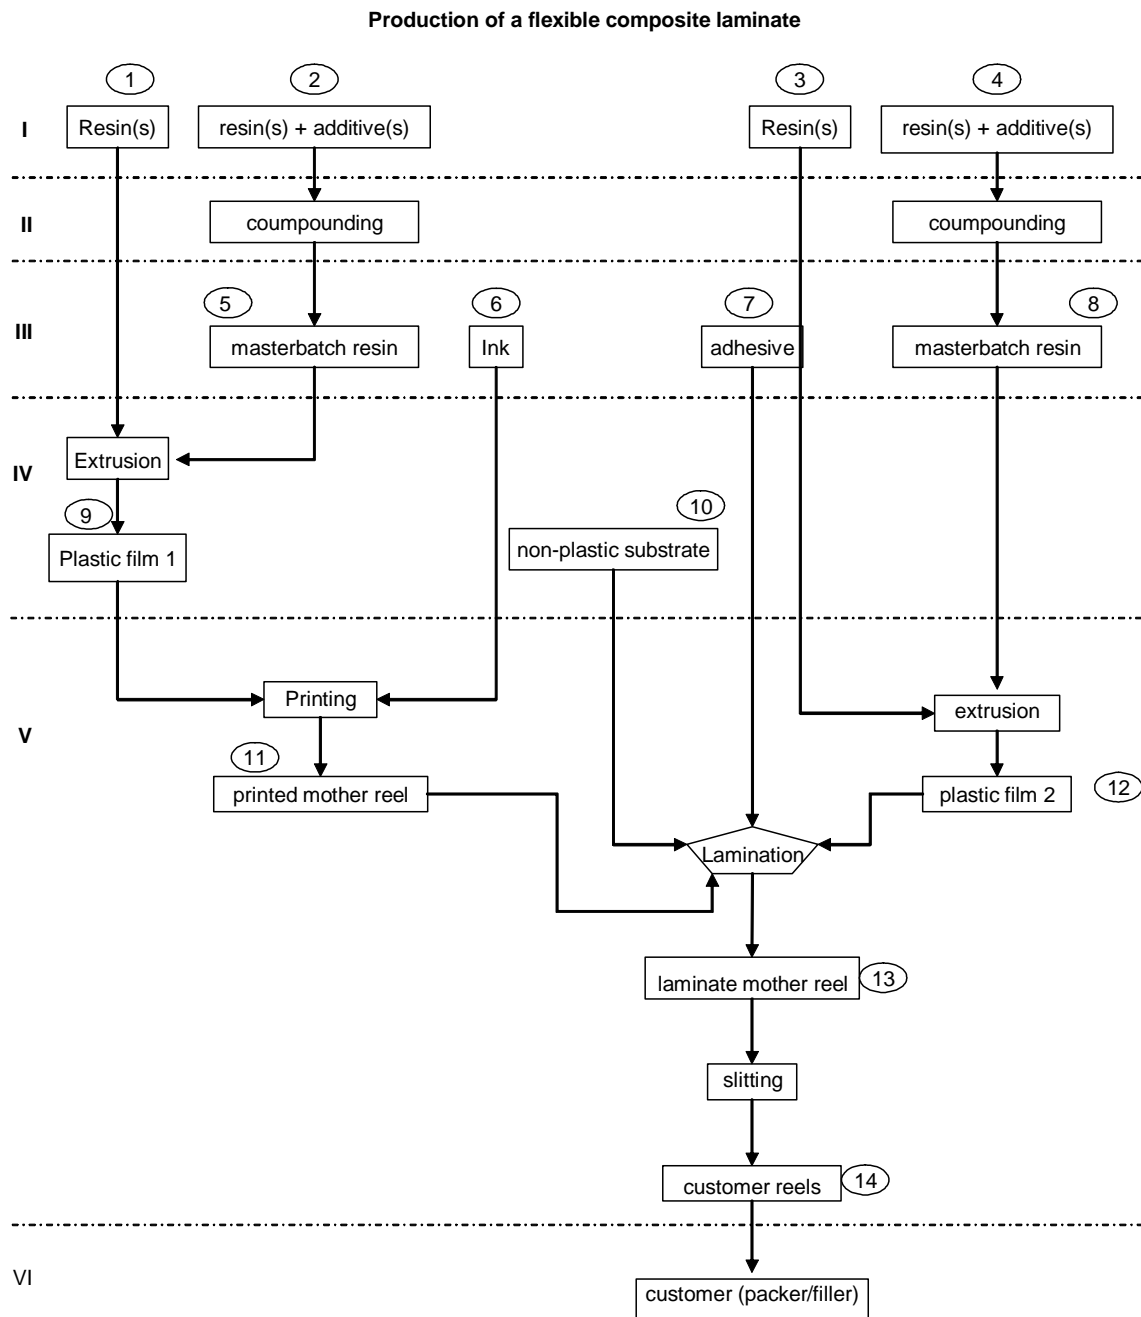 Production of a flexible composite laminate
1
2
3
4
I
Resin(s)
resin(s) + additive(s)
Resin(s)
resin(s) + additive(s)
II
coumpounding
coumpounding
5
6
7
8
III
masterbatch resin
Ink
adhesive
masterbatch resin
Extrusion
IV
9
10
Plastic film 1
non-plastic substrate
Printing
extrusion
V
11
12
printed mother reel
plastic film 2
Lamination
laminate mother reel
13
slitting
customer reels
14
VI
customer (packer/filler)